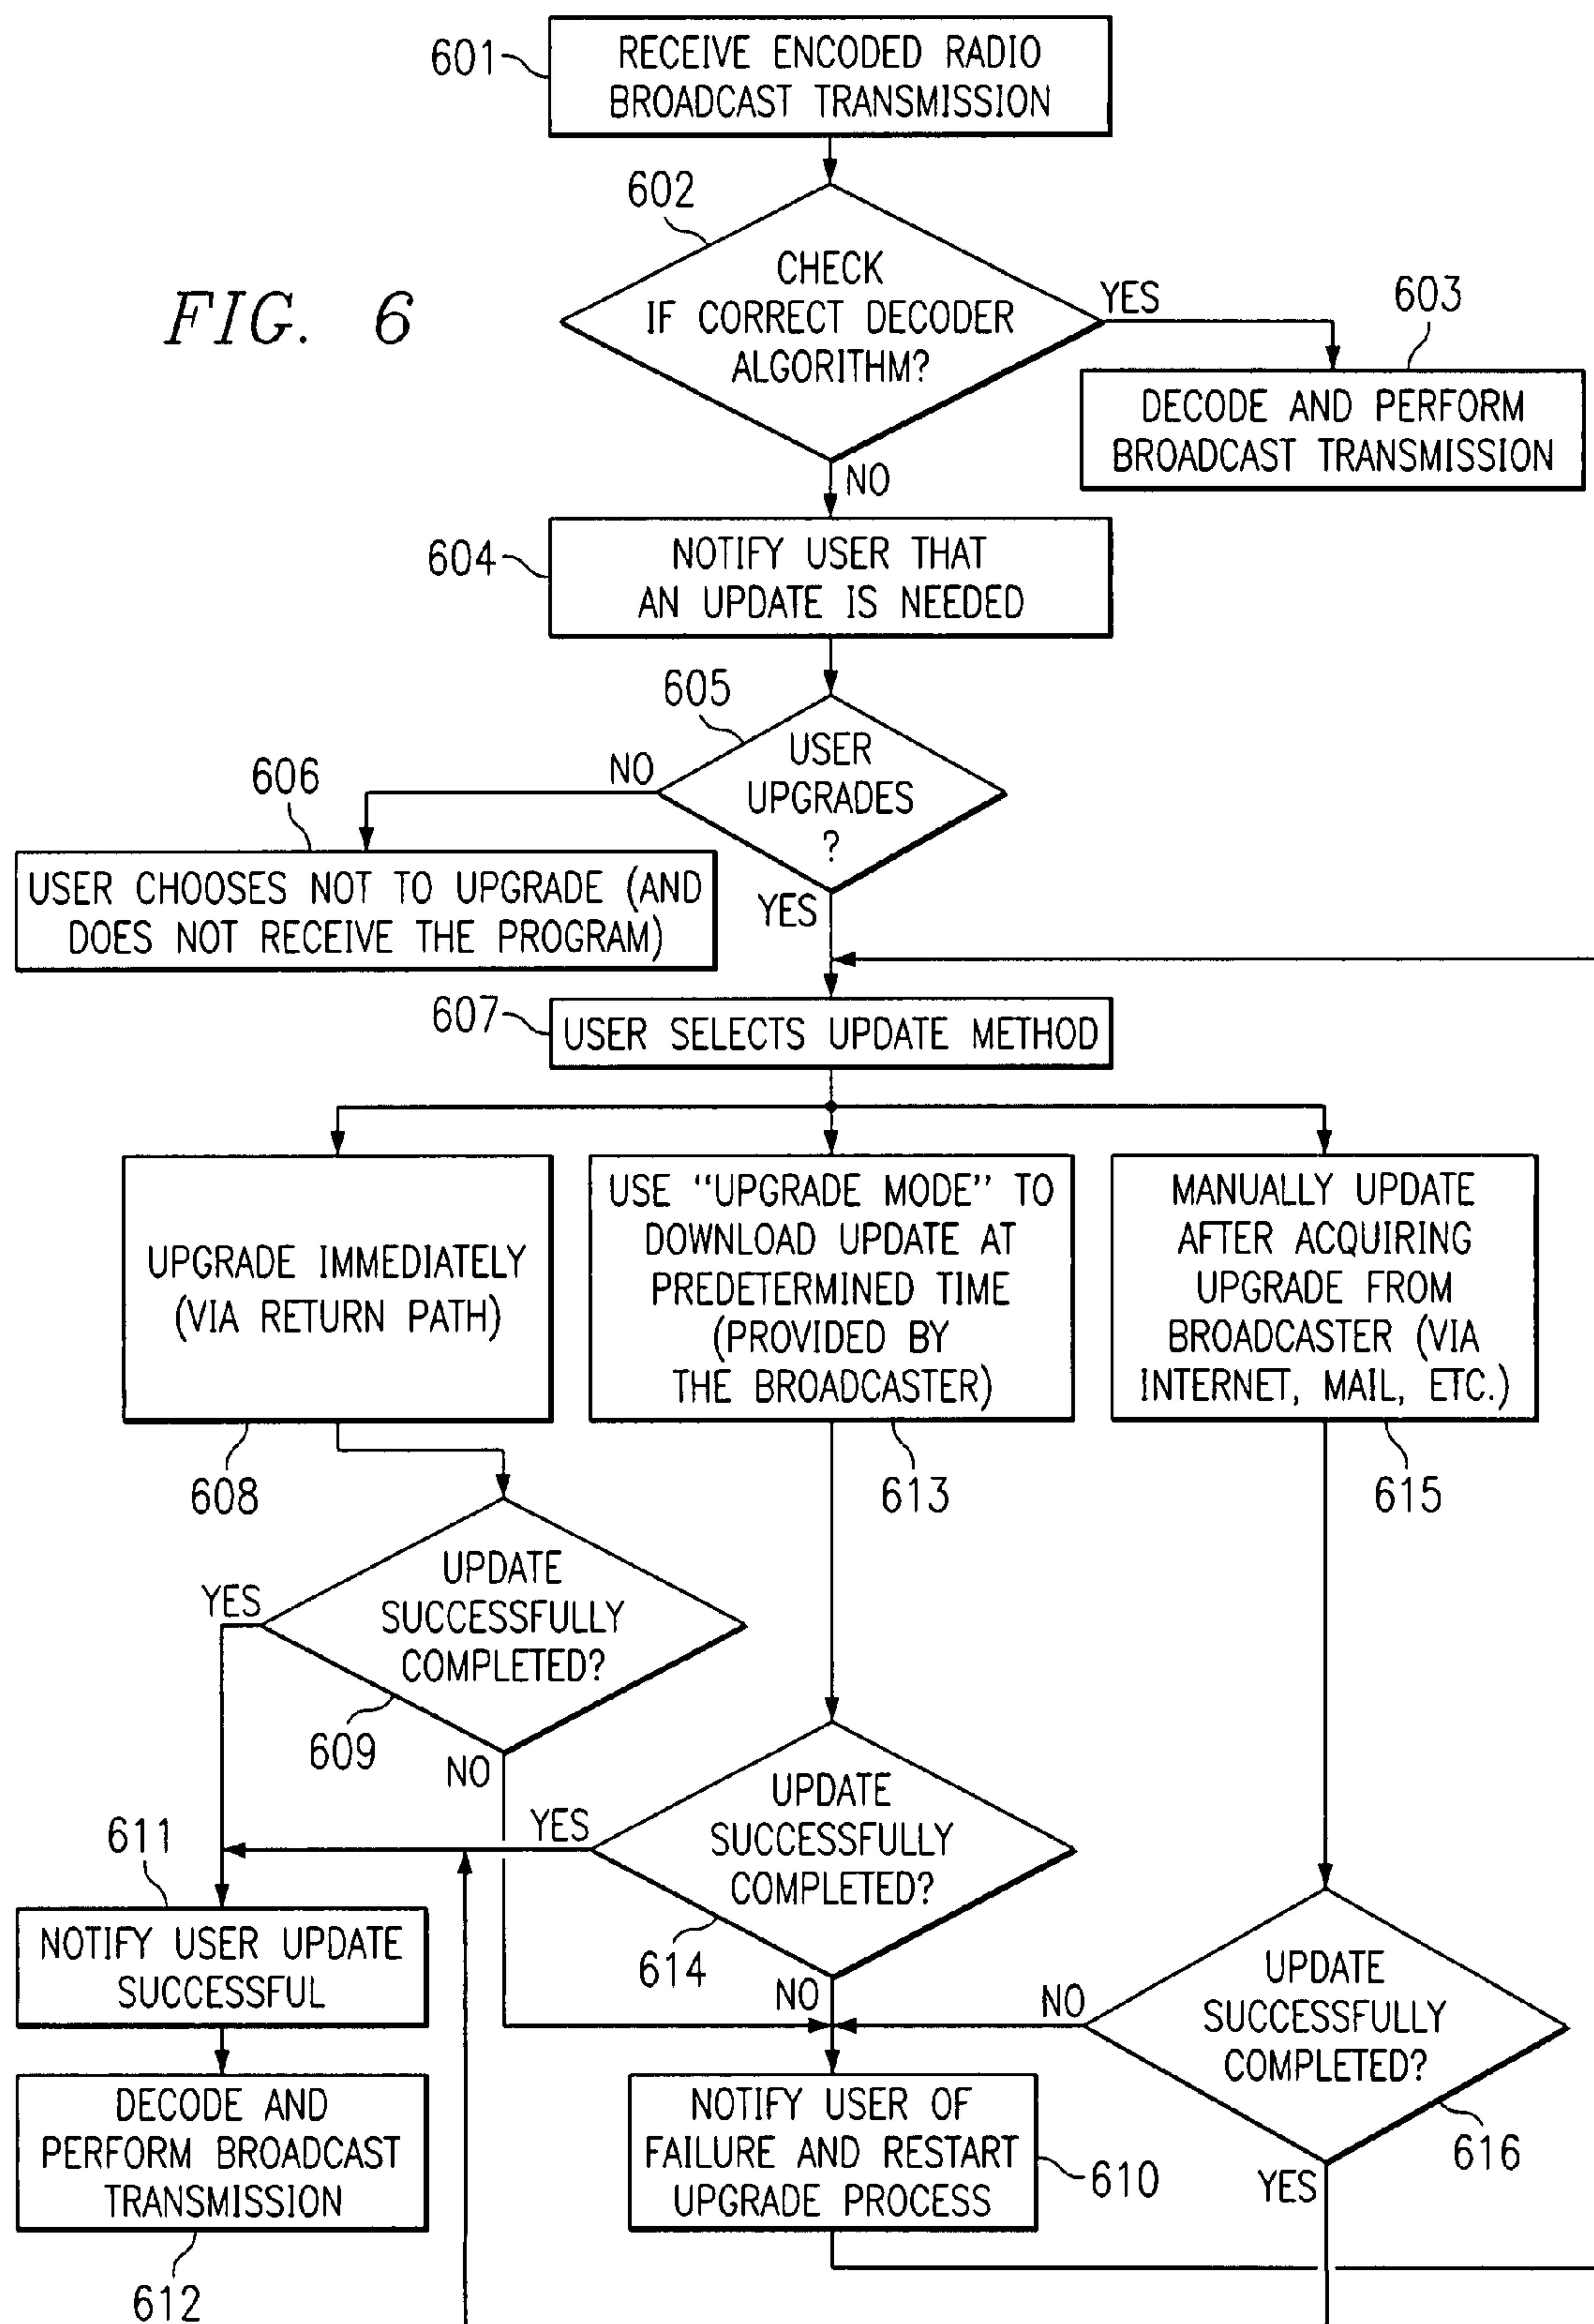 601
RECEIVE ENCODED RADIO
BROADCAST TRANSMISSION
602
CHECK
IF CORRECT DECODER
ALGORITHM?
YES
603
DECODE AND PERFORM
BROADCAST TRANSMISSION
FIG. 6
NO
604
NOTIFY USER THAT
AN UPDATE IS NEEDED
605
USER
UPGRADES
?
NO
606
USER CHOOSES NOT TO UPGRADE (AND
DOES NOT RECEIVE THE PROGRAM)
YES
607
USER SELECTS UPDATE METHOD
UPGRADE IMMEDIATELY
(VIA RETURN PATH)
608
USE "UPGRADE MODE" TO
DOWNLOAD UPDATE AT
PREDETERMINED TIME
(PROVIDED BY
THE BROADCASTER)
613
MANUALLY UPDATE
AFTER ACQUIRING
UPGRADE FROM
BROADCASTER (VIA
INTERNET, MAIL, ETC.)
615
UPDATE
SUCCESSFULLY
COMPLETED?
YES
609
NO
UPDATE
SUCCESSFULLY
COMPLETED?
YES
614
NO
611
NOTIFY USER UPDATE
SUCCESSFUL
UPDATE
SUCCESSFULLY
COMPLETED?
NO
616
YES
DECODE AND
PERFORM BROADCAST
TRANSMISSION
612
NOTIFY USER OF
FAILURE AND RESTART
UPGRADE PROCESS
610